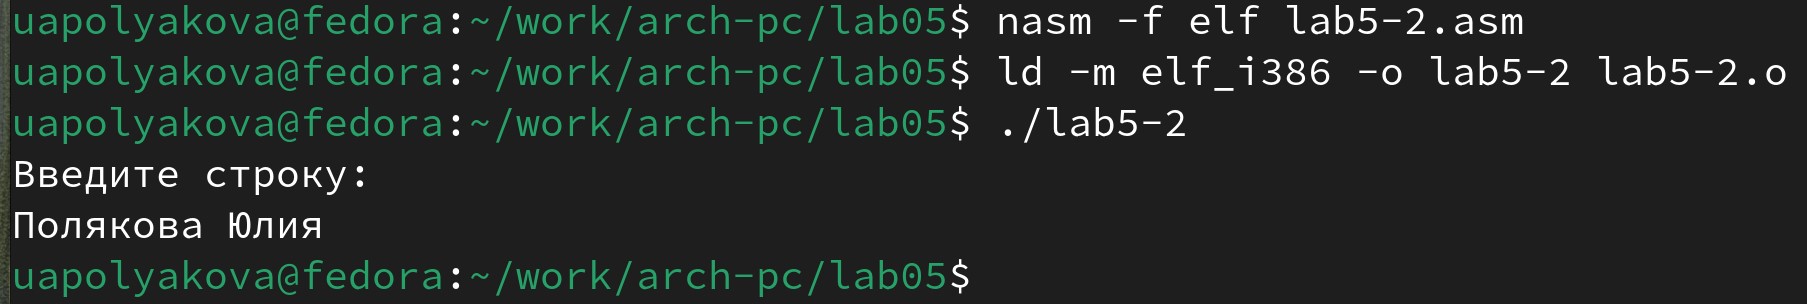 uapolyakova@fedora:~/work/arch-pc/lab05$ nasm -f elf lab5-2.asm
uapolyakova@fedora:~/work/arch-pc/lab05$ ld -m elf_i386 -o lab5-2 lab5-2.o
uapolyakova@fedora:~/work/arch-pc/lab05$ ./lab5-2
Введите строку:
Полякова Юлия
uapolyakova@fedora:~/work/arch-pc/lab05$